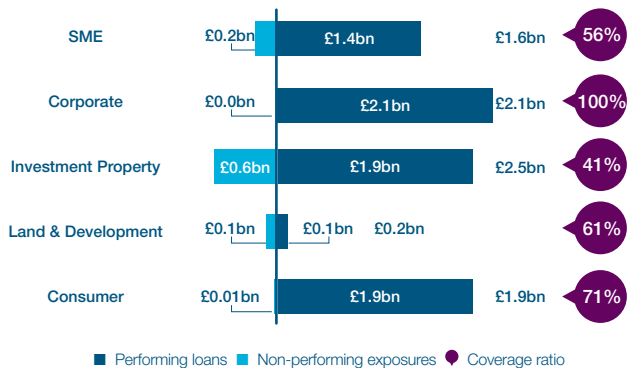 SME £0.2bn £1.4bn £1.6bn 56%
Corporate £0.0bn £2.1bn £2.1bn 100%
Investment Property £0.6bn £1.9bn £2.5bn 41%
Land & Development £0.1bn £0.1bn £0.2bn 61%
Consumer £0.01bn £1.9bn £1.9bn 71%
Performing loans Non-performing exposures Coverage ratio